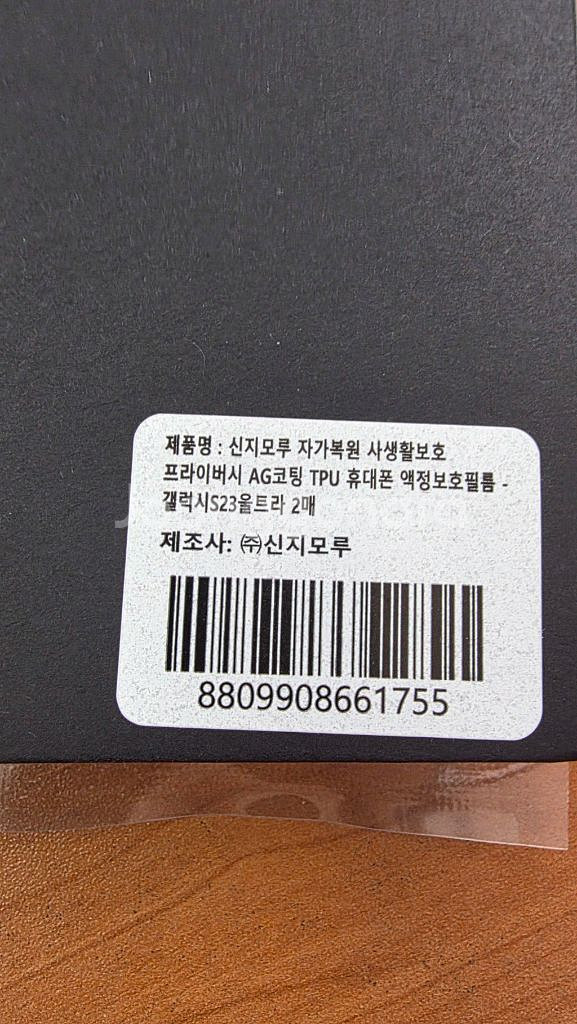 제품명 : 신지모루 자가복원 사생활보호
프라이버시 AG코팅 TPU 휴대폰 액정보호필름 -
갤럭시S23울트라 2매
제조사: ㈜신지모루
8809908661755